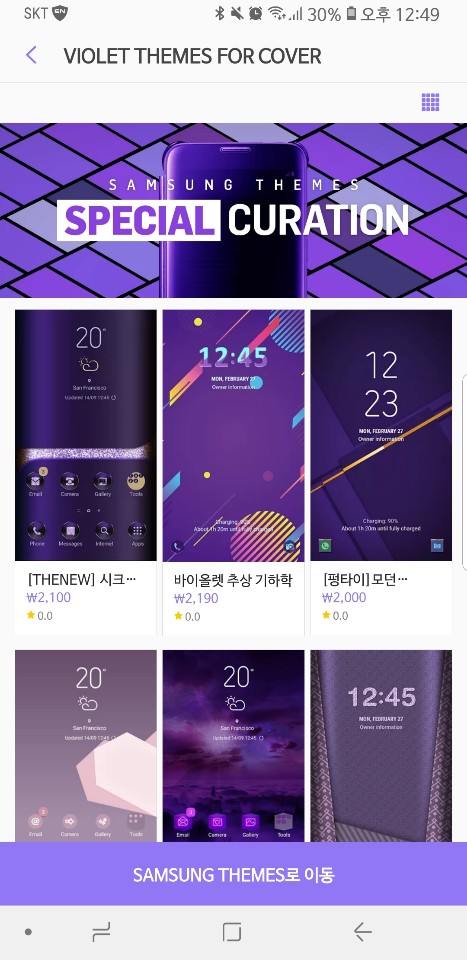 SKT EN 30% 오후 12:49
VIOLET THEMES FOR COVER
SAMSUNG THEMES
SPECIAL CURATION
20°
San Francisco
Updated 14/09 12:45
Email
Camera
Gallery
Tools
Phone
Messages
Internet
Apps
12:45
MON, FEBRUARY 27
Owner information
Charging: 90%
About 1h 20m until fully charged
12
23
MON, FEBRUARY 27
Owner information
Charging: 90%
About 1h 20m until fully charged
[THENEW] 시크…
₩2,100
0.0
바이올렛 추상 기하학
₩2,190
0.0
[펑타이]모던…
₩2,000
0.0
20°
San Francisco
Updated 14/09 12:45
Email
Camera
Gallery
Tools
20°
San Francisco
Updated 14/09 12:45
Email
Camera
Gallery
Tools
12:45
MON, FEBRUARY 27
Owner information
SAMSUNG THEMES로 이동